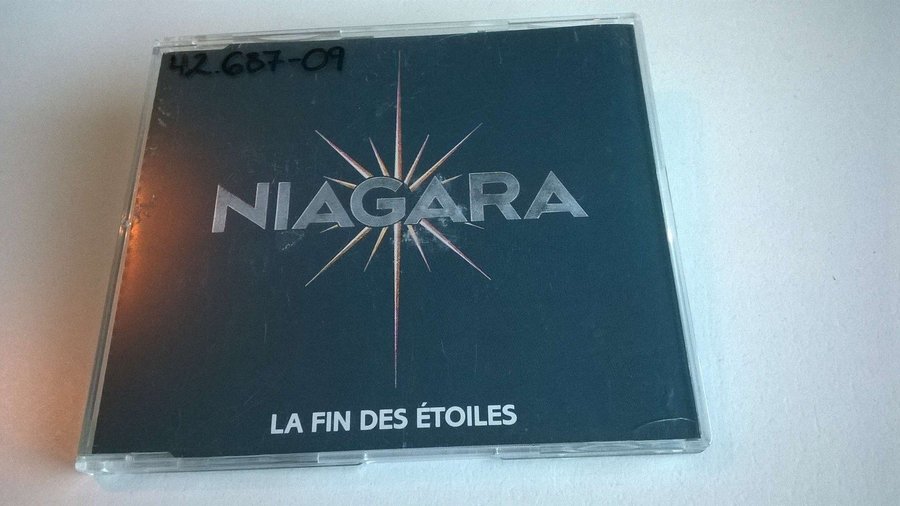 42.687-09
NIAGARA
LA FIN DES ÉTOILES